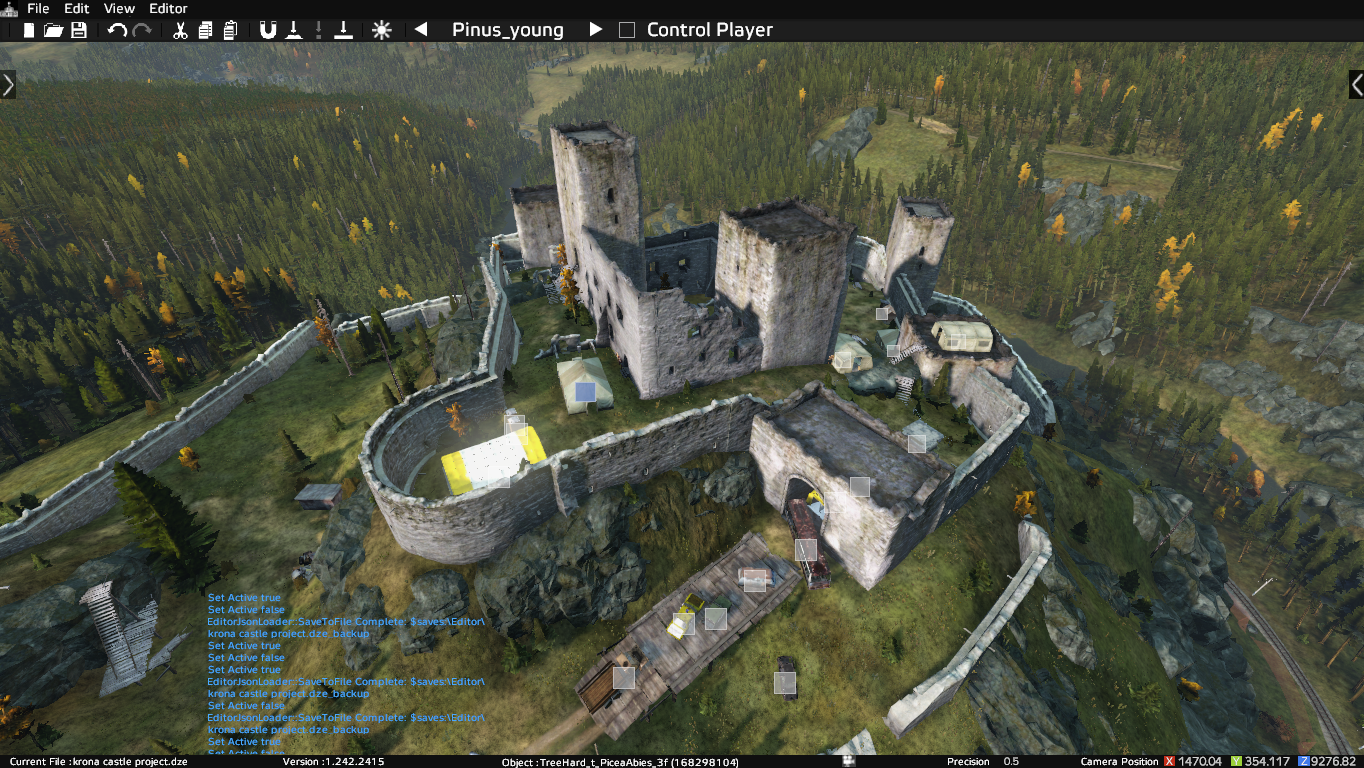 File Edit View Editor
Pinus_young Control Player
Set Active true
Set Active false
EditorJsonLoader::SaveToFile Complete: $saves:\Editor\
krona castle project.dze_backup
Set Active true
Set Active false
Set Active true
EditorJsonLoader::SaveToFile Complete: $saves:\Editor\
krona castle project.dze_backup
Set Active false
EditorJsonLoader::SaveToFile Complete: $saves:\Editor\
krona castle project.dze_backup
Set Active true
Set Active false
Current File :krona castle project.dze Version :1.242.2415 Object :TreeHard_t_PiceaAbies_3f (168298104) Precision 0.5 Camera Position X 1470.04 Y 354.117 Z 9276.82